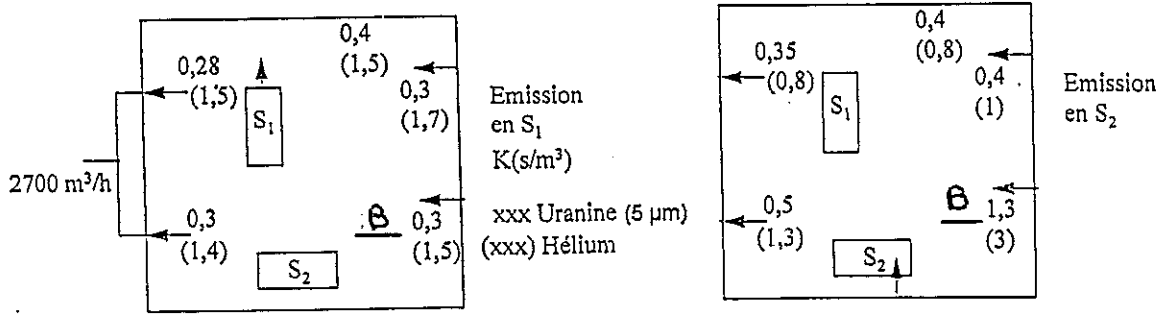 0,4
(1,5)
0,28
(1,5)
0,3
(1,7)
S₁
2700 m³/h
0,3
(1,4)
B
0,3
(1,5)
S₂
Emission
en S₁
K(s/m³)
xxx Uranine (5 µm)
(xxx) Hélium
0,4
(0,8)
0,35
(0,8)
0,4
(1)
S₁
0,5
(1,3)
B
1,3
(3)
S₂
Emission
en S₂